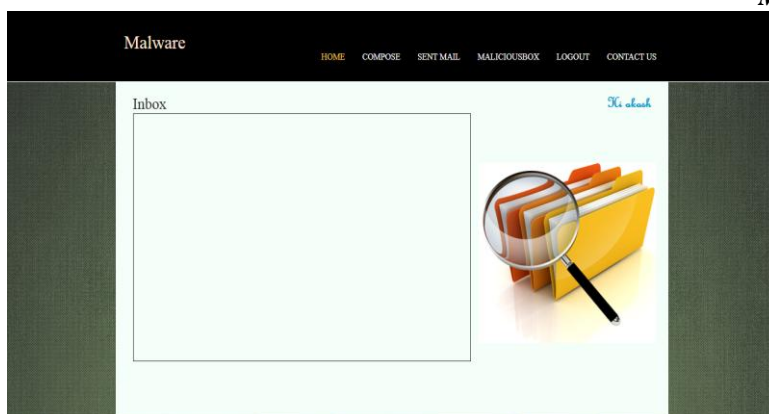 Malware
HOME COMPOSE SENT MAIL MALICIOUSBOX LOGOUT CONTACT US
Inbox
Hi akash